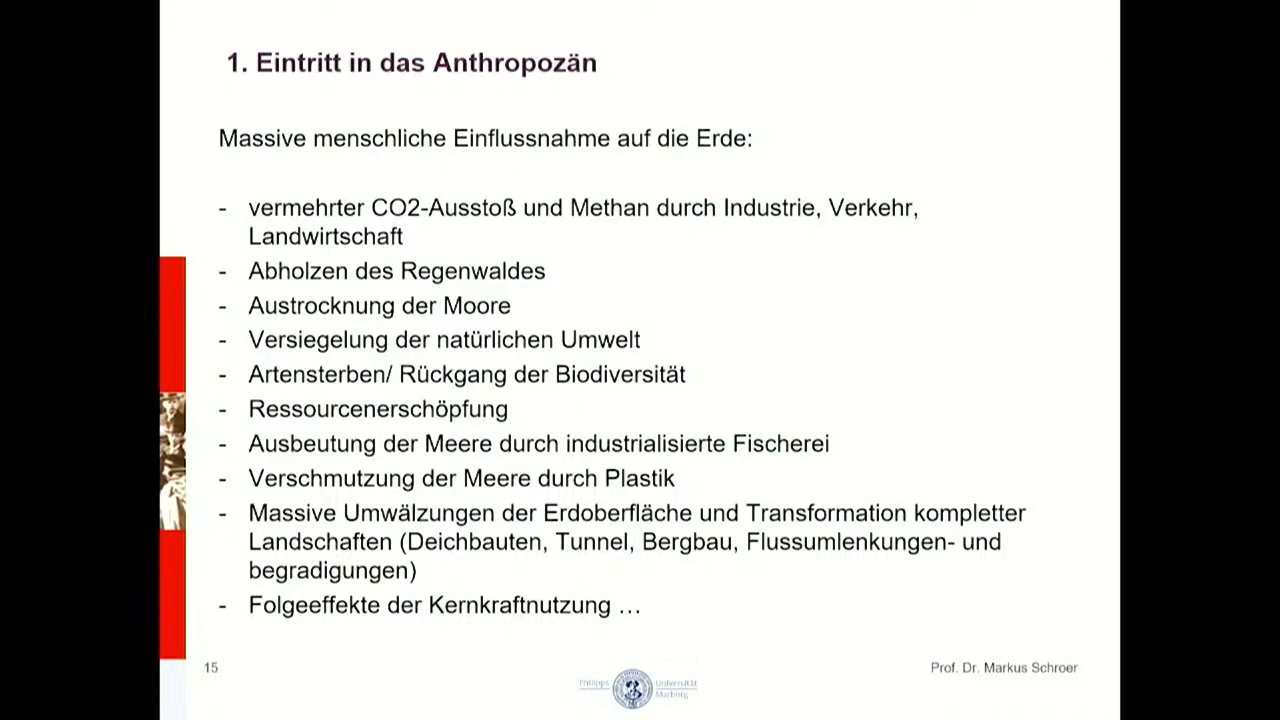 1. Eintritt in das Anthropozän
Massive menschliche Einflussnahme auf die Erde:
- vermehrter CO2-Ausstoß und Methan durch Industrie, Verkehr,
Landwirtschaft
- Abholzen des Regenwaldes
- Austrocknung der Moore
- Versiegelung der natürlichen Umwelt
- Artensterben/ Rückgang der Biodiversität
- Ressourcenerschöpfung
- Ausbeutung der Meere durch industrialisierte Fischerei
- Verschmutzung der Meere durch Plastik
- Massive Umwälzungen der Erdoberfläche und Transformation kompletter
Landschaften (Deichbauten, Tunnel, Bergbau, Flussumlenkungen- und
begradigungen)
- Folgeeffekte der Kernkraftnutzung …
15
Prof. Dr. Markus Schroer
Philipps Universität
Marburg